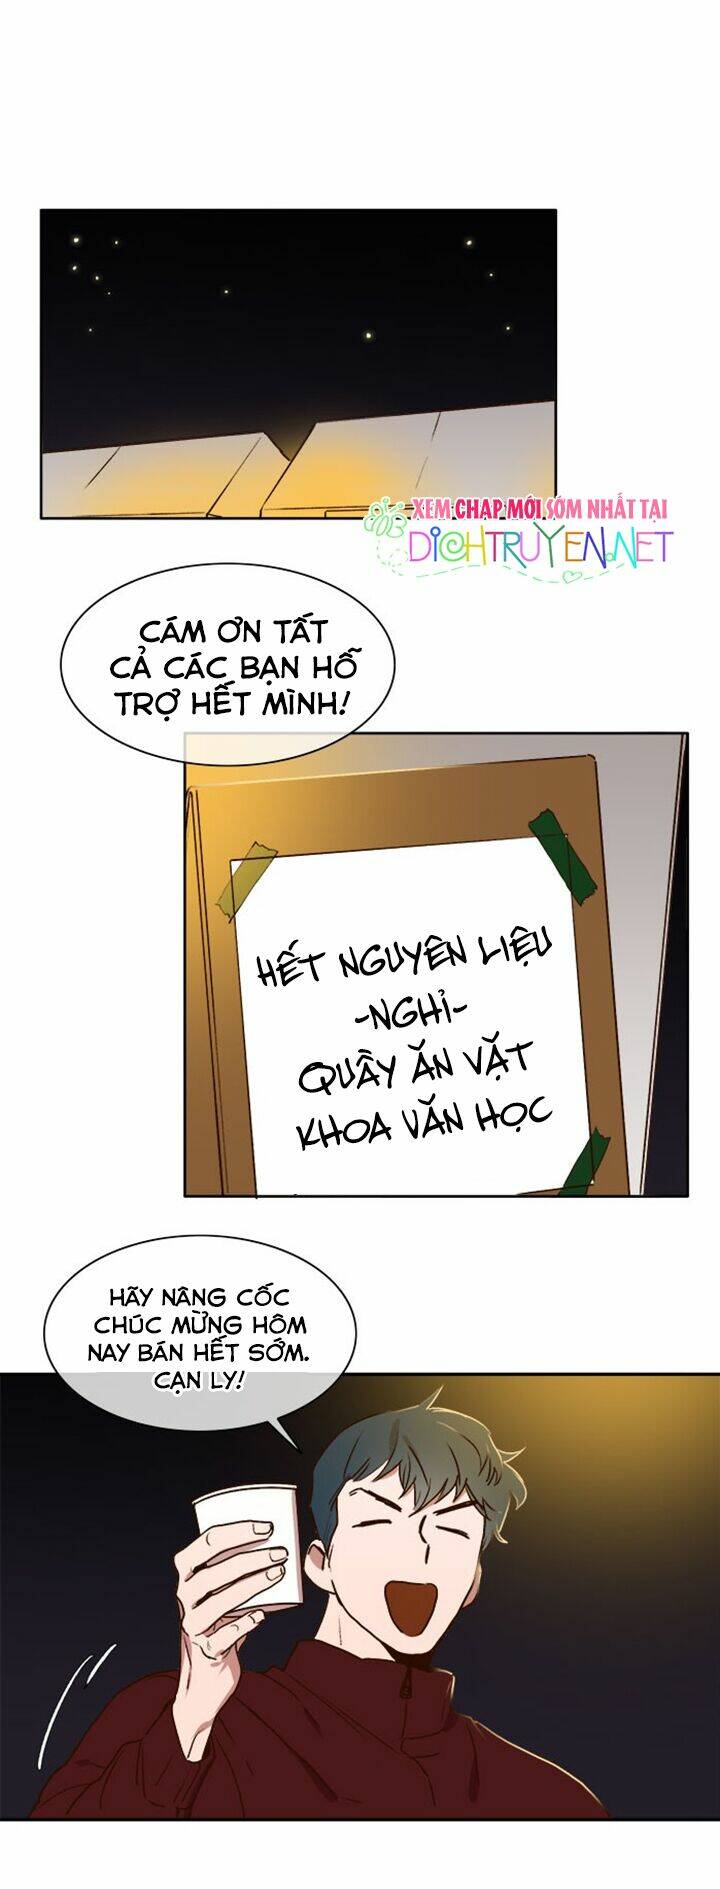 XEM CHAP MỚI SỚM NHẤT TẠI
DICHTRUYEN.NET
CÁM ƠN TẤT
CẢ CÁC BẠN HỖ
TRỢ HẾT MÌNH!
HẾT NGUYÊN LIỆU
-NGHỈ-
QUẦY ĂN VẶT
KHOA VĂN HỌC
HÃY NÂNG CỐC
CHÚC MỪNG HÔM
NAY BÁN HẾT SỚM.
CẠN LY!